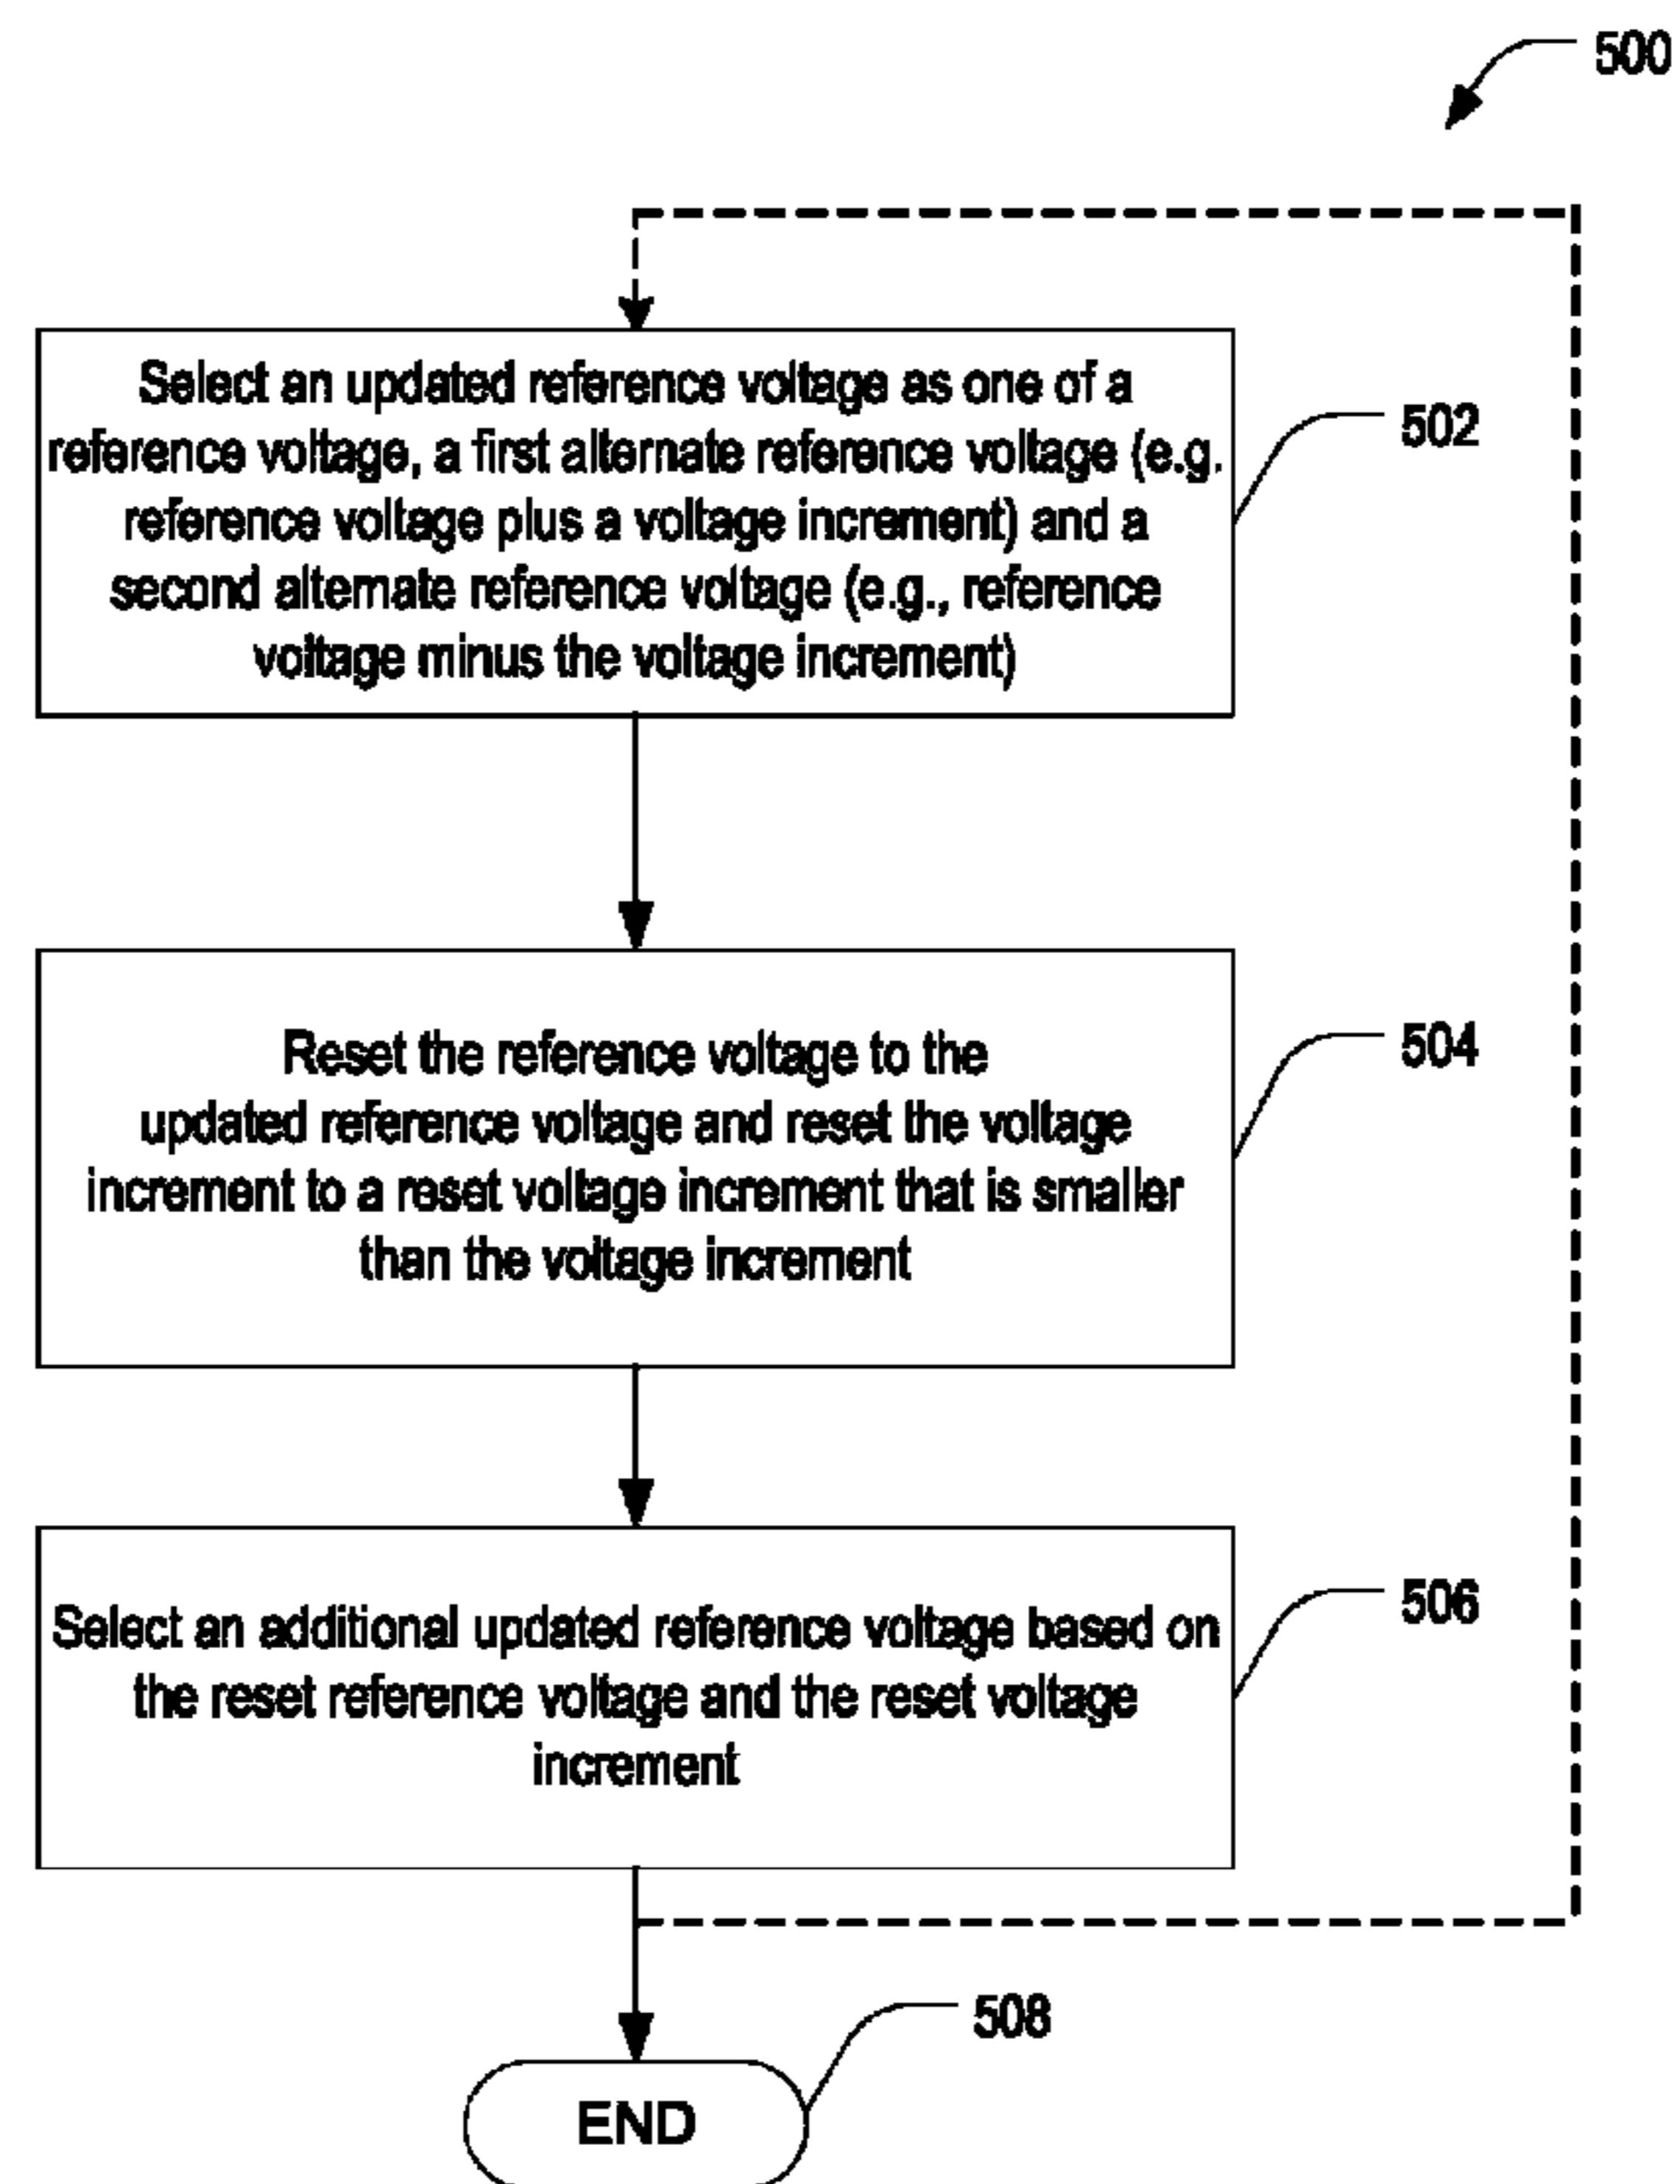 500
Select an updated reference voltage as one of a
reference voltage, a first alternate reference voltage (e.g.
reference voltage plus a voltage increment) and a
second alternate reference voltage (e.g., reference
voltage minus the voltage increment)
502
Reset the reference voltage to the
updated reference voltage and reset the voltage
increment to a reset voltage increment that is smaller
than the voltage increment
504
Select an additional updated reference voltage based on
the reset reference voltage and the reset voltage
increment
506
508
END